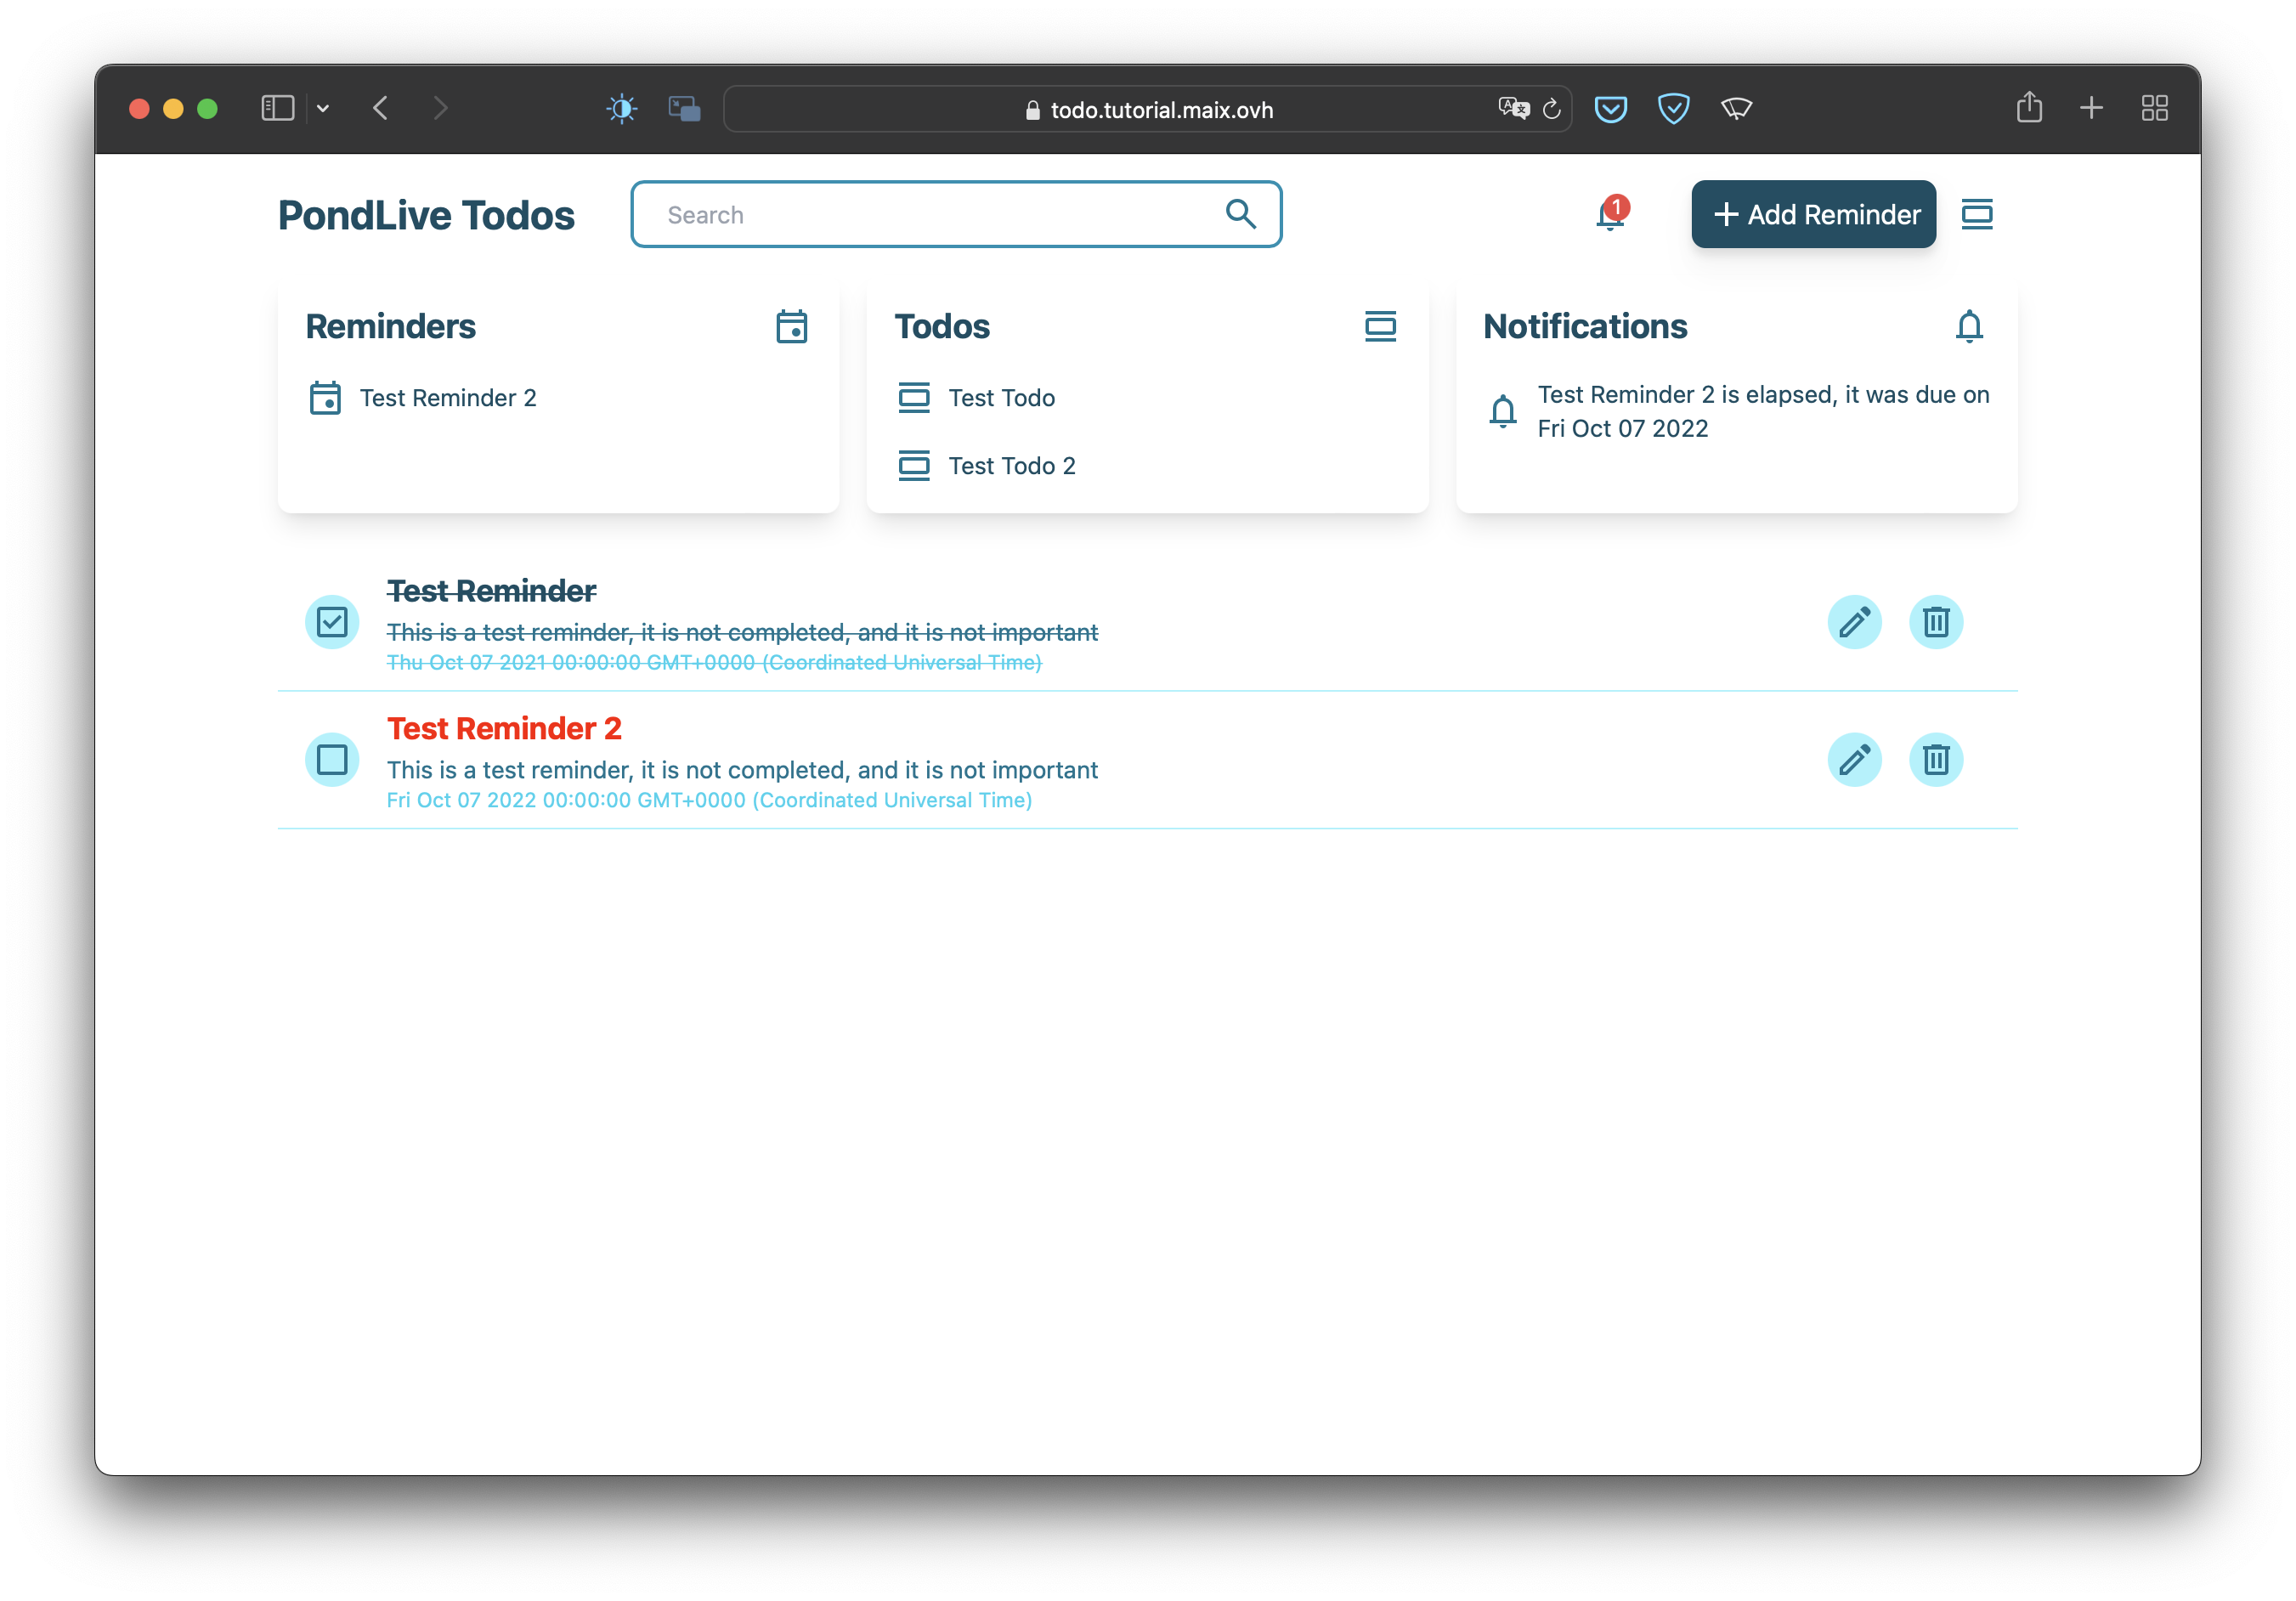 todo.tutorial.maix.ovh
PondLive Todos
Search
1
Add Reminder
Reminders
Test Reminder 2
Todos
Test Todo
Test Todo 2
Notifications
Test Reminder 2 is elapsed, it was due on
Fri Oct 07 2022
Test Reminder
This is a test reminder, it is not completed, and it is not important
Thu Oct 07 2021 00:00:00 GMT+0000 (Coordinated Universal Time)
Test Reminder 2
This is a test reminder, it is not completed, and it is not important
Fri Oct 07 2022 00:00:00 GMT+0000 (Coordinated Universal Time)